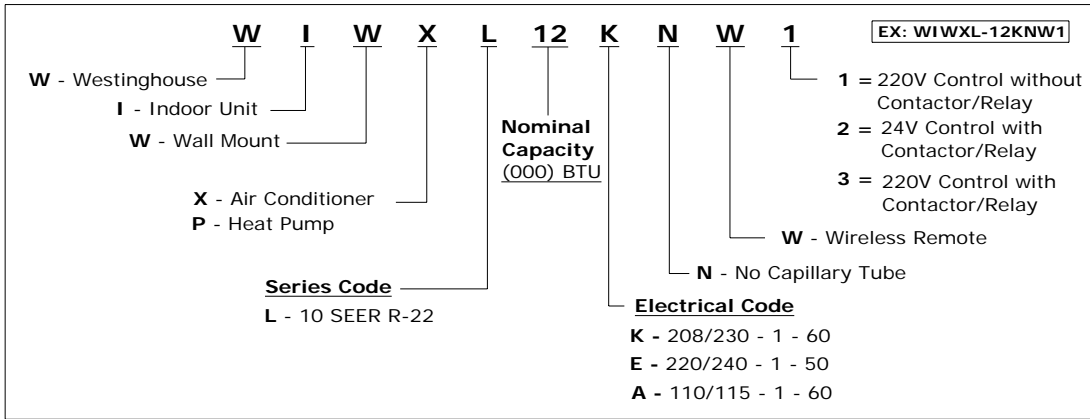 W I W X L 12 K N W 1
EX: WIWXL-12KNW1
W - Westinghouse
I - Indoor Unit
W - Wall Mount
X - Air Conditioner
P - Heat Pump
Series Code
L - 10 SEER R-22
Nominal
Capacity
(000) BTU
1 = 220V Control without
Contactor/Relay
2 = 24V Control with
Contactor/Relay
3 = 220V Control with
Contactor/Relay
W - Wireless Remote
N - No Capillary Tube
Electrical Code
K - 208/230 - 1 - 60
E - 220/240 - 1 - 50
A - 110/115 - 1 - 60